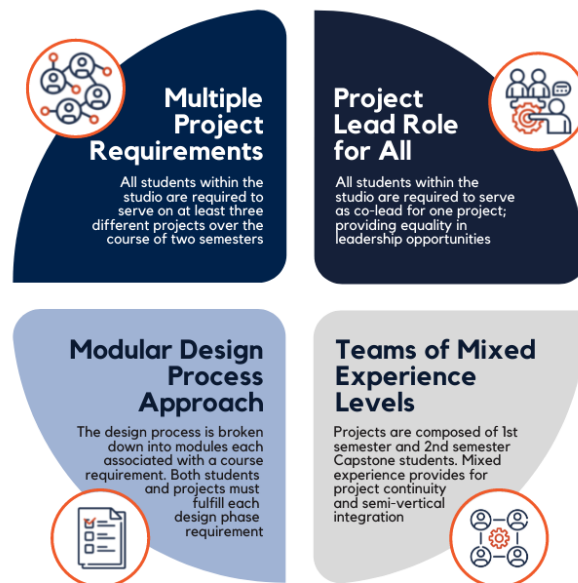 Multiple
Project
Requirements
All students within the
studio are required to
serve on at least three
different projects over the
course of two semesters
Project
Lead Role
for All
All students within the
studio are required to serve
as co-lead for one project;
providing equality in
leadership opportunities
Modular Design
Process
Approach
The design process is broken
down into modules each
associated with a course
requirement. Both students
and projects must
fulfill each
design phase
requirement
Teams of Mixed
Experience
Levels
Projects are composed of 1st
semester and 2nd semester
Capstone students. Mixed
experience provides for
project continuity
and semi-vertical
integration